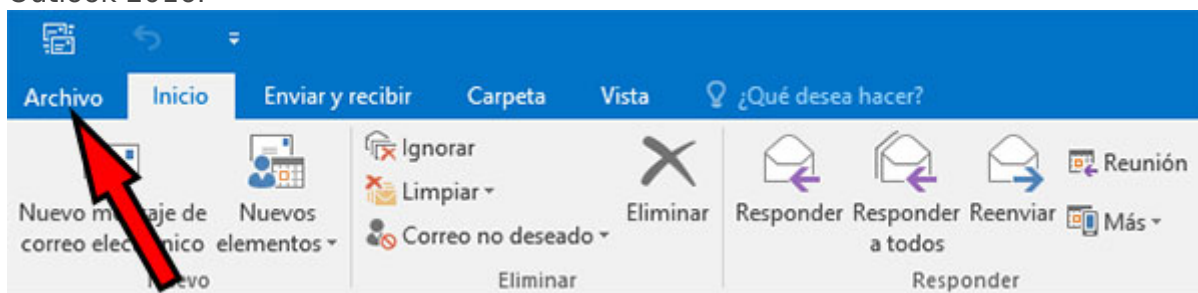 Archivo Inicio Enviar y recibir Carpeta Vista ¿Qué desea hacer?
Ignorar
Reunión
Limpiar
Nuevo de Nuevos
Eliminar Responder Responder Reenviar
Más
correo elementos
Correo no deseado
a todos
Eliminar Responder